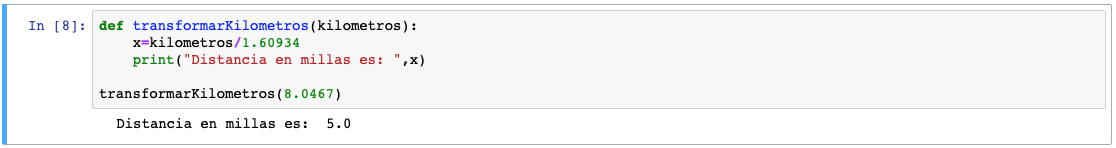 In [8]: def transformarKilometros(kilometros):
x=kilometros/1.60934
print("Distancia en millas es: ",x)
transformarKilometros(8.0467)
Distancia en millas es:  5.0